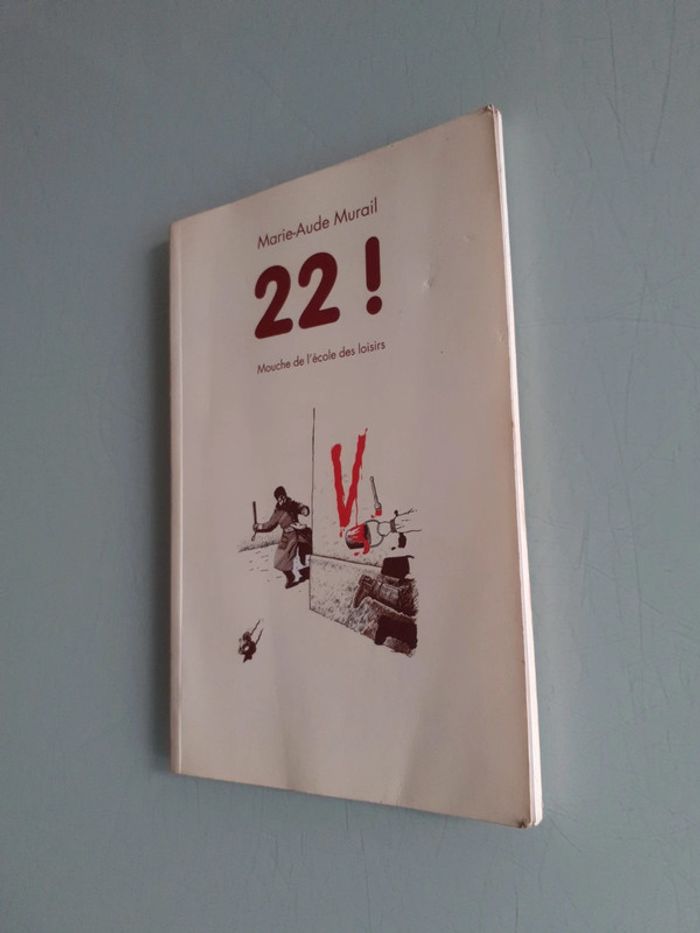 Marie-Aude Murail
22 !
Mouche de l'école des loisirs
V